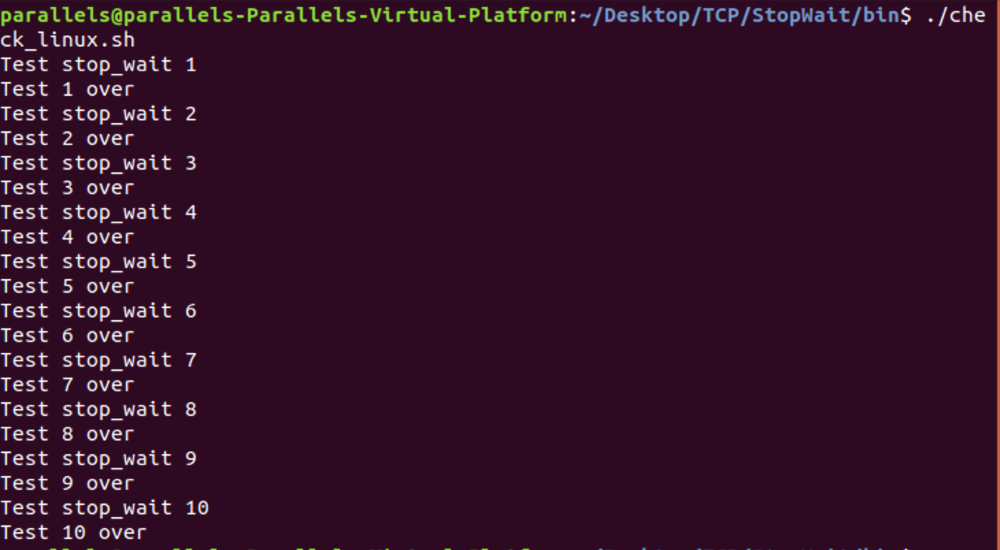 parallels@parallels-Parallels-Virtual-Platform:~/Desktop/TCP/StopWait/bin$ ./che
ck_linux.sh
Test stop_wait 1
Test 1 over
Test stop_wait 2
Test 2 over
Test stop_wait 3
Test 3 over
Test stop_wait 4
Test 4 over
Test stop_wait 5
Test 5 over
Test stop_wait 6
Test 6 over
Test stop_wait 7
Test 7 over
Test stop_wait 8
Test 8 over
Test stop_wait 9
Test 9 over
Test stop_wait 10
Test 10 over